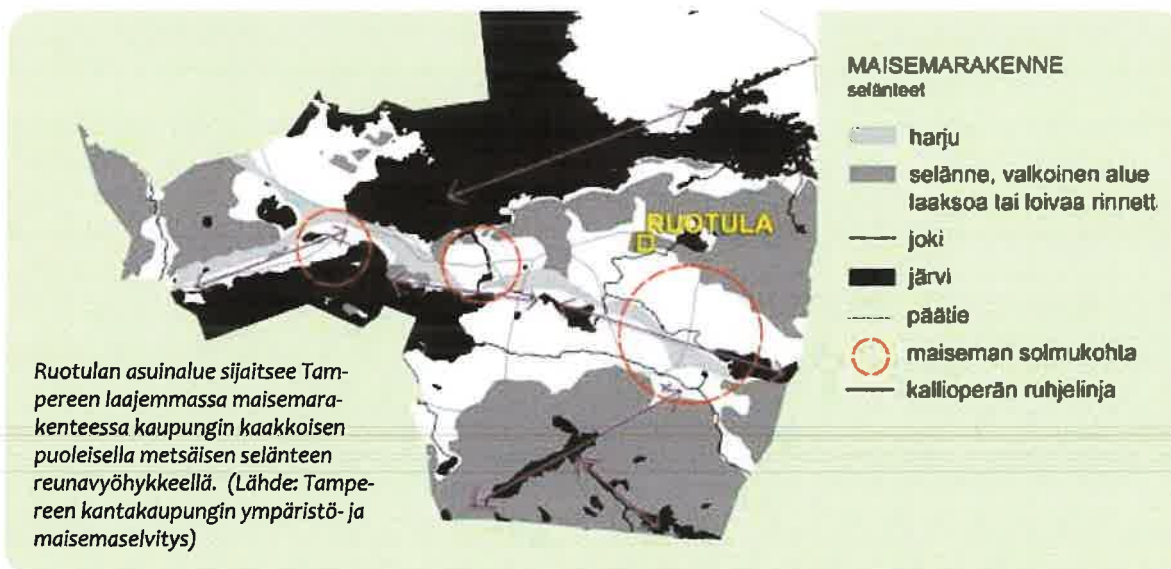 MAISEMARAKENNE
selänteet
harju
selänne, valkoinen alue
laaksoa tai loivaa rinnett
joki
järvi
päätie
maiseman solmukohta
kallioperän ruhjelinja
RUOTULA
Ruotulan asuinalue sijaitsee Tam-
pereen laajemmassa maisemara-
kenteessa kaupungin kaakkoisen
puoleisella metsäisen selänteen
reunavyöhykkeellä. (Lähde: Tampe-
reen kantakaupungin ympäristö- ja
maisemaselvitys)